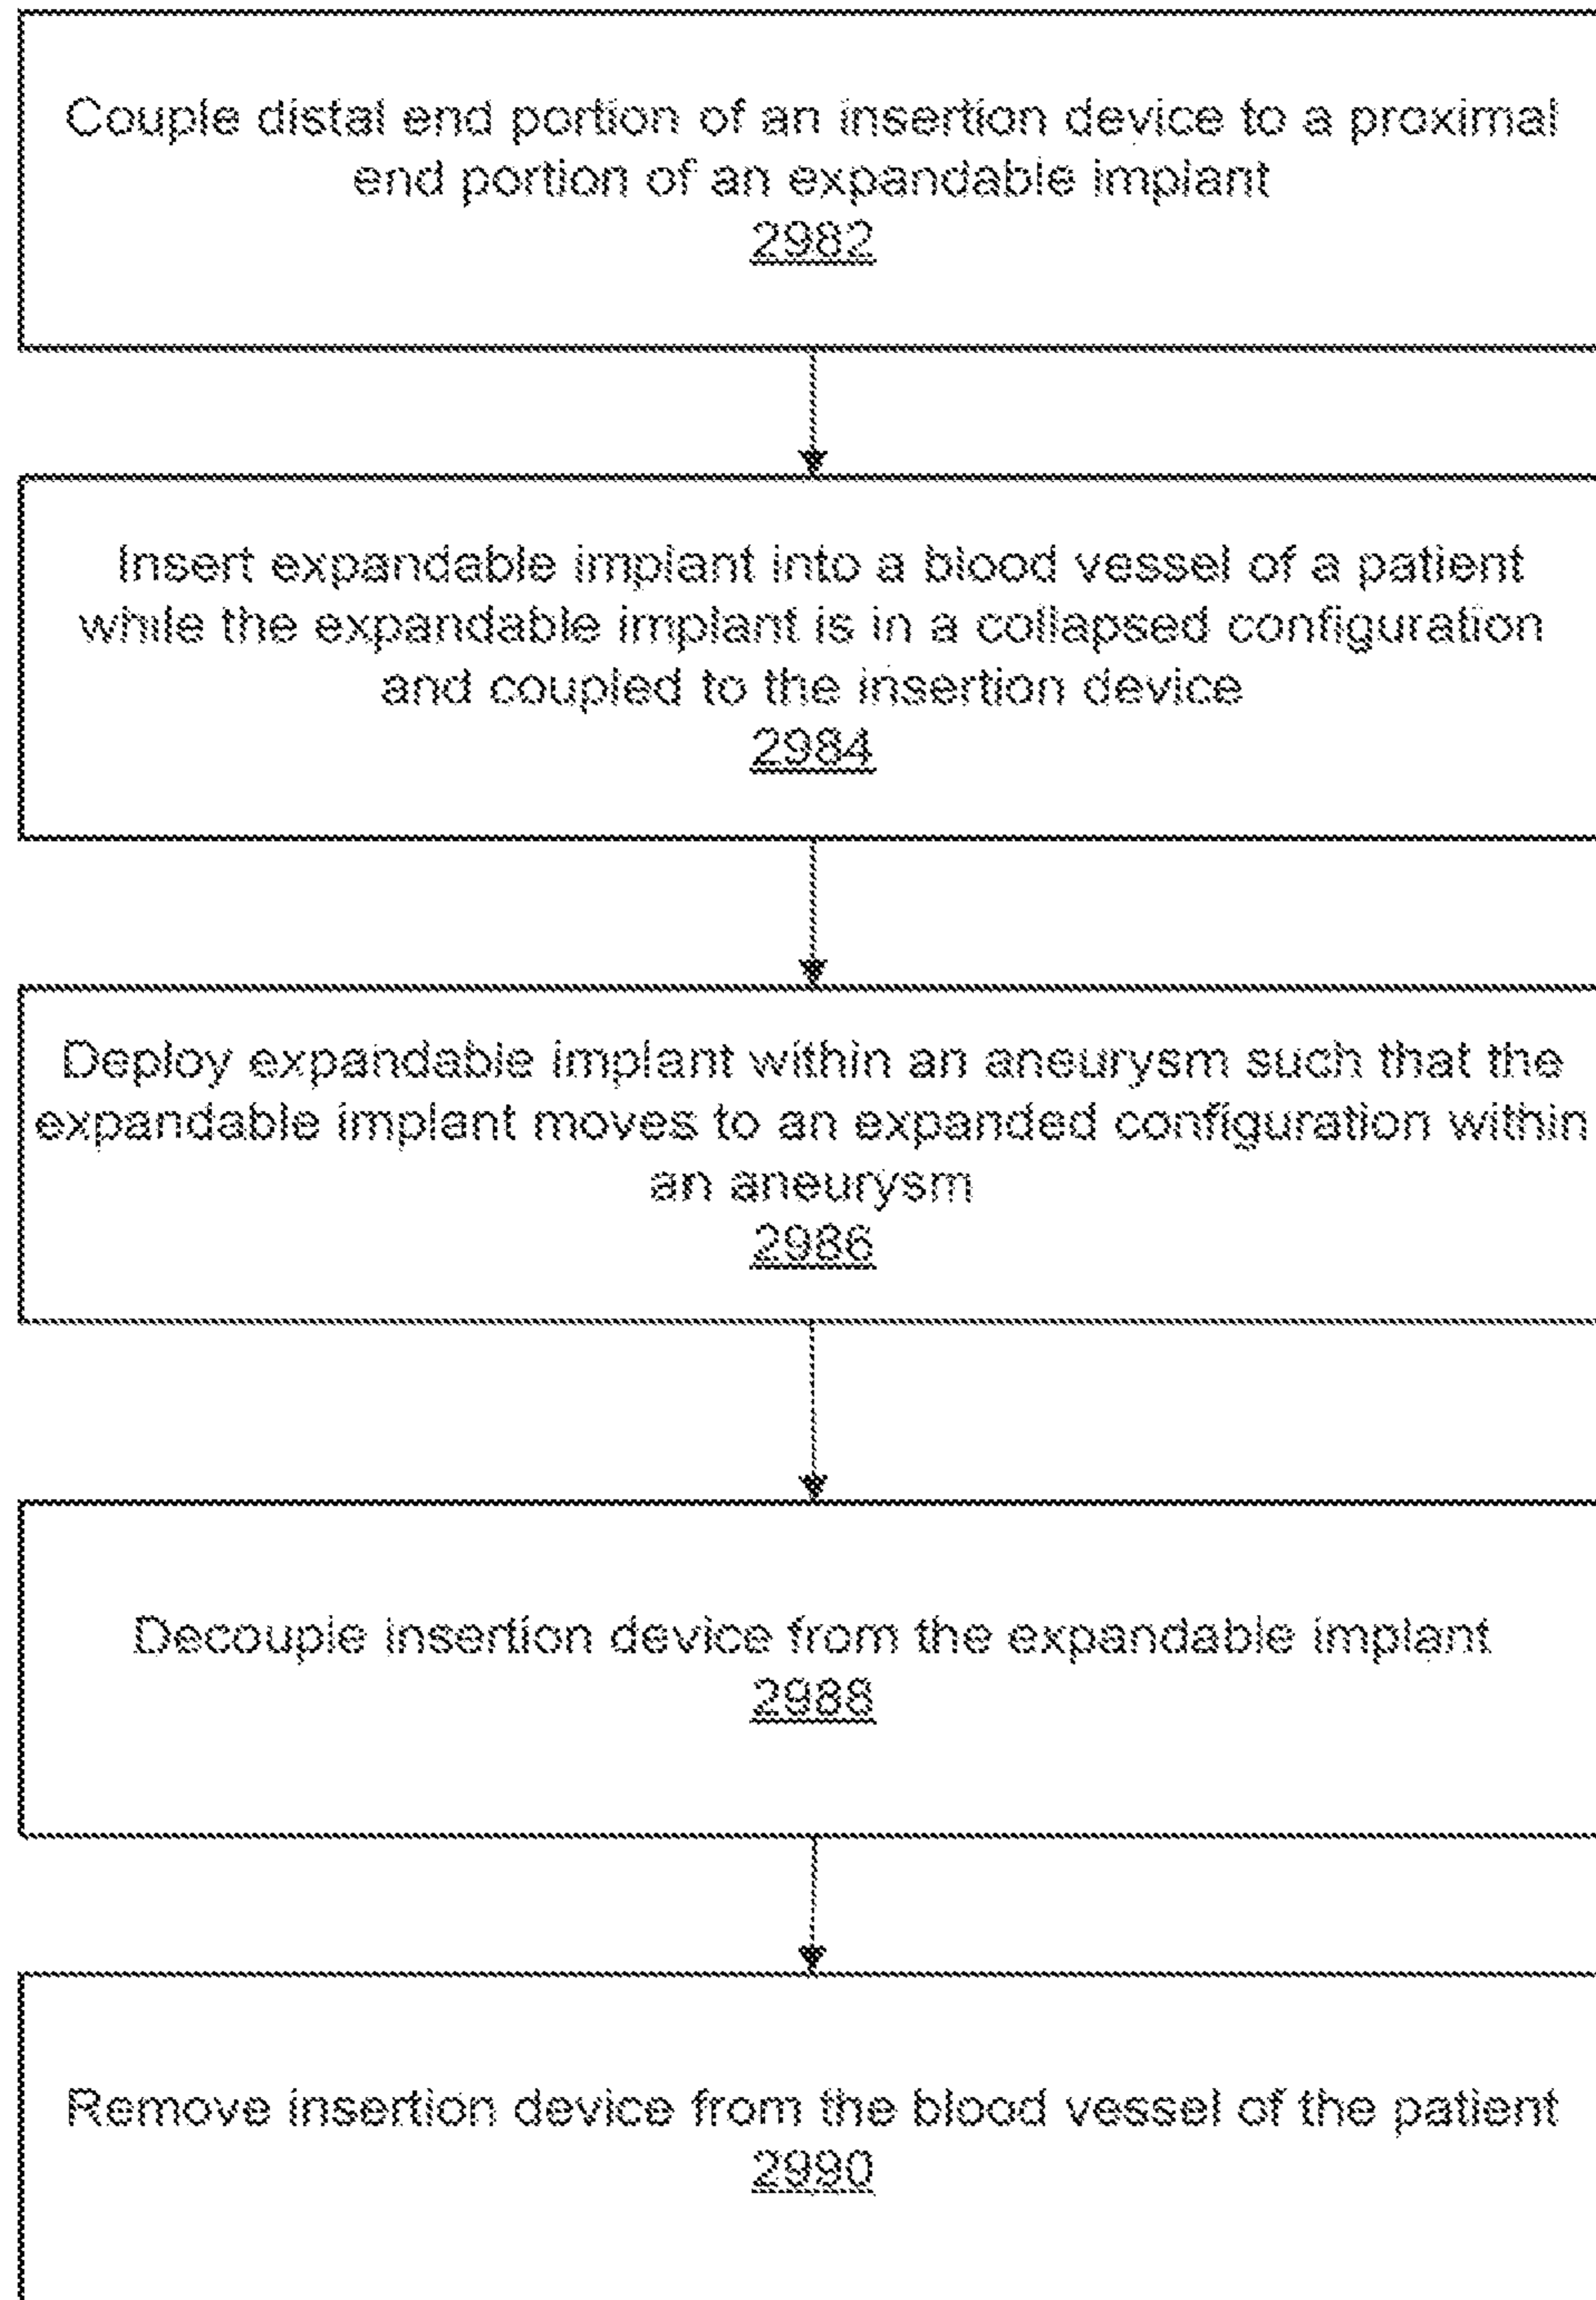 Couple distal end portion of an insertion device to a proximal
end portion of an expandable implant
2982
Insert expandable implant into a blood vessel of a patient
while the expandable implant is in a collapsed configuration
and coupled to the insertion device
2984
Deploy expandable implant within an aneurysm such that the
expandable implant moves to an expanded configuration within
an aneurysm
2986
Decouple insertion device from the expandable implant
2988
Remove insertion device from the blood vessel of the patient
2990